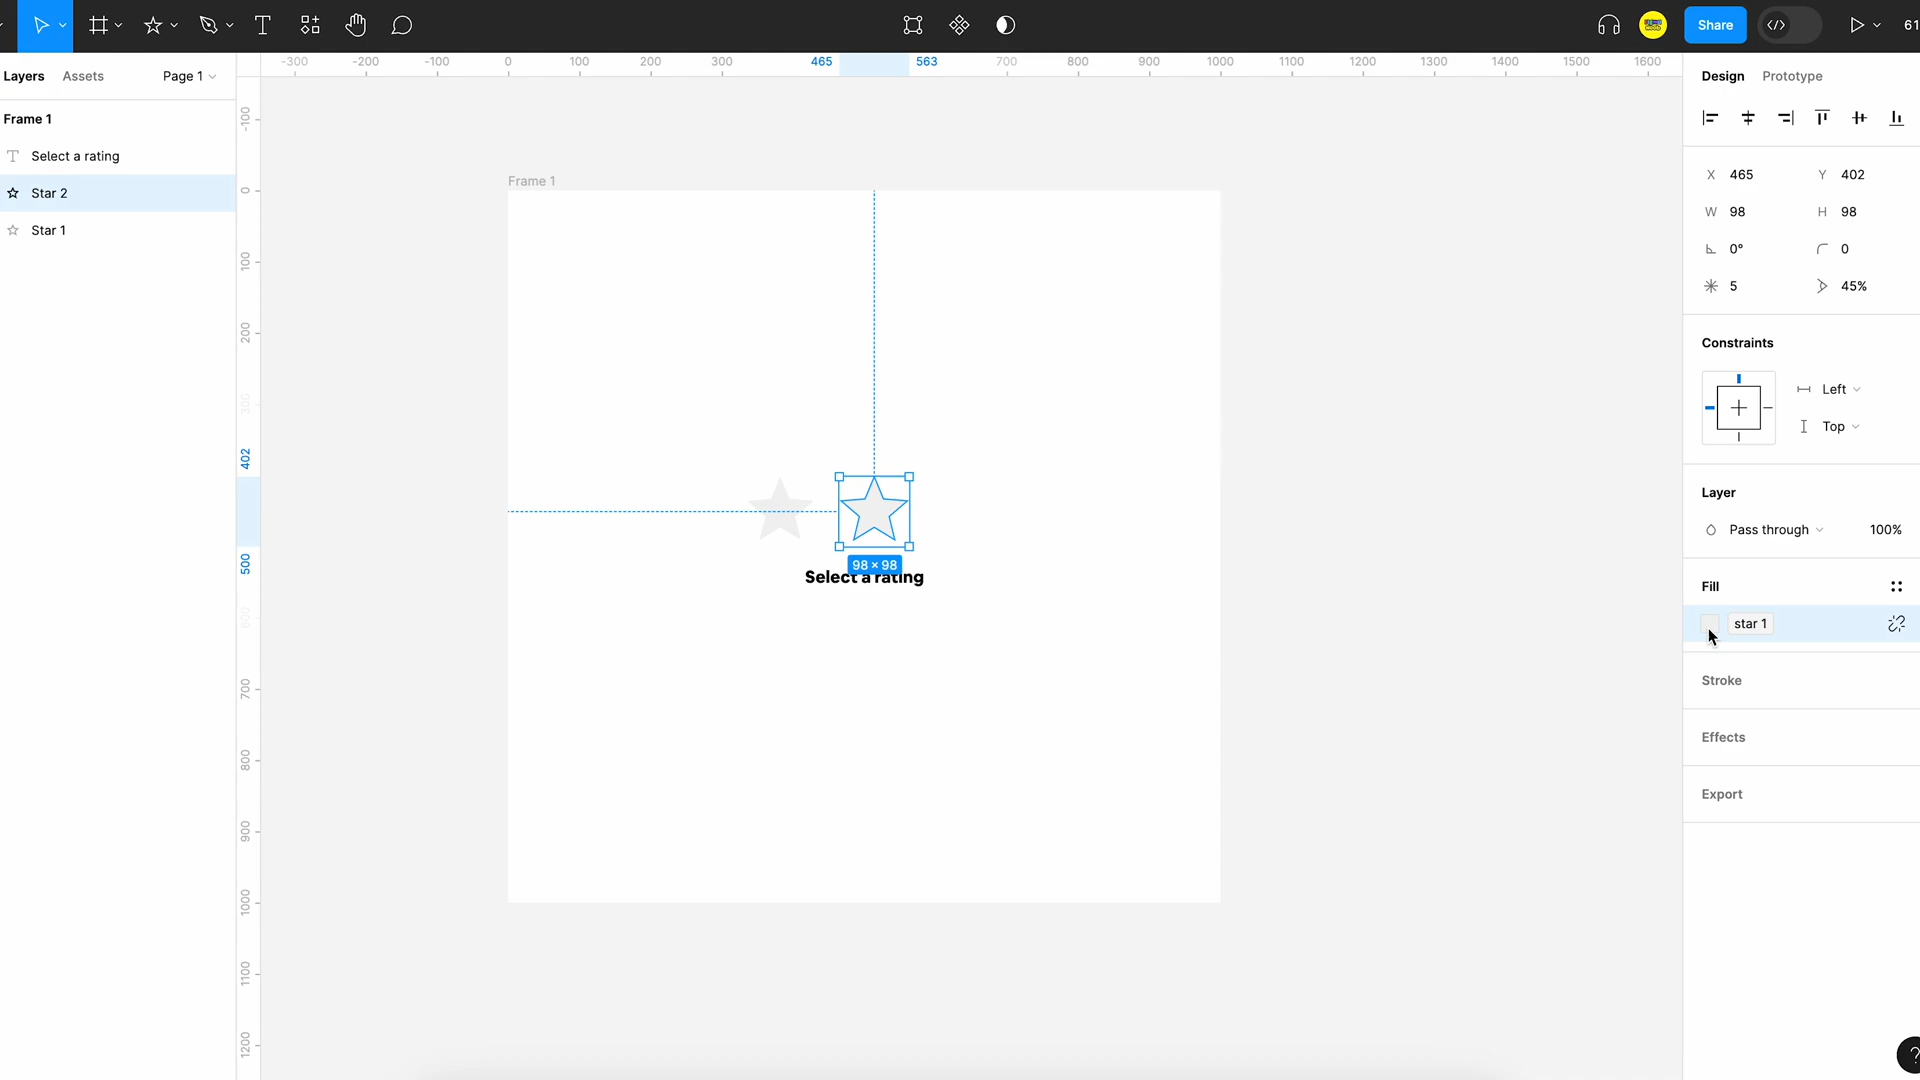 Share
61
Layers Assets Page 1
-300 -200 -100 0 100 200 300 465 563 700 800 900 1000 1100 1200 1300 1400 1500 1600
Design Prototype
Frame 1
Select a rating
Star 2
Star 1
-100
0
100
200
300
402
500
600
700
800
900
1000
1100
1200
Frame 1
98 × 98
Select a rating
X 465 Y 402
W 98 H 98
0° 0
5 45%
Constraints
Left
Top
Layer
Pass through 100%
Fill
star 1
Stroke
Effects
Export
?